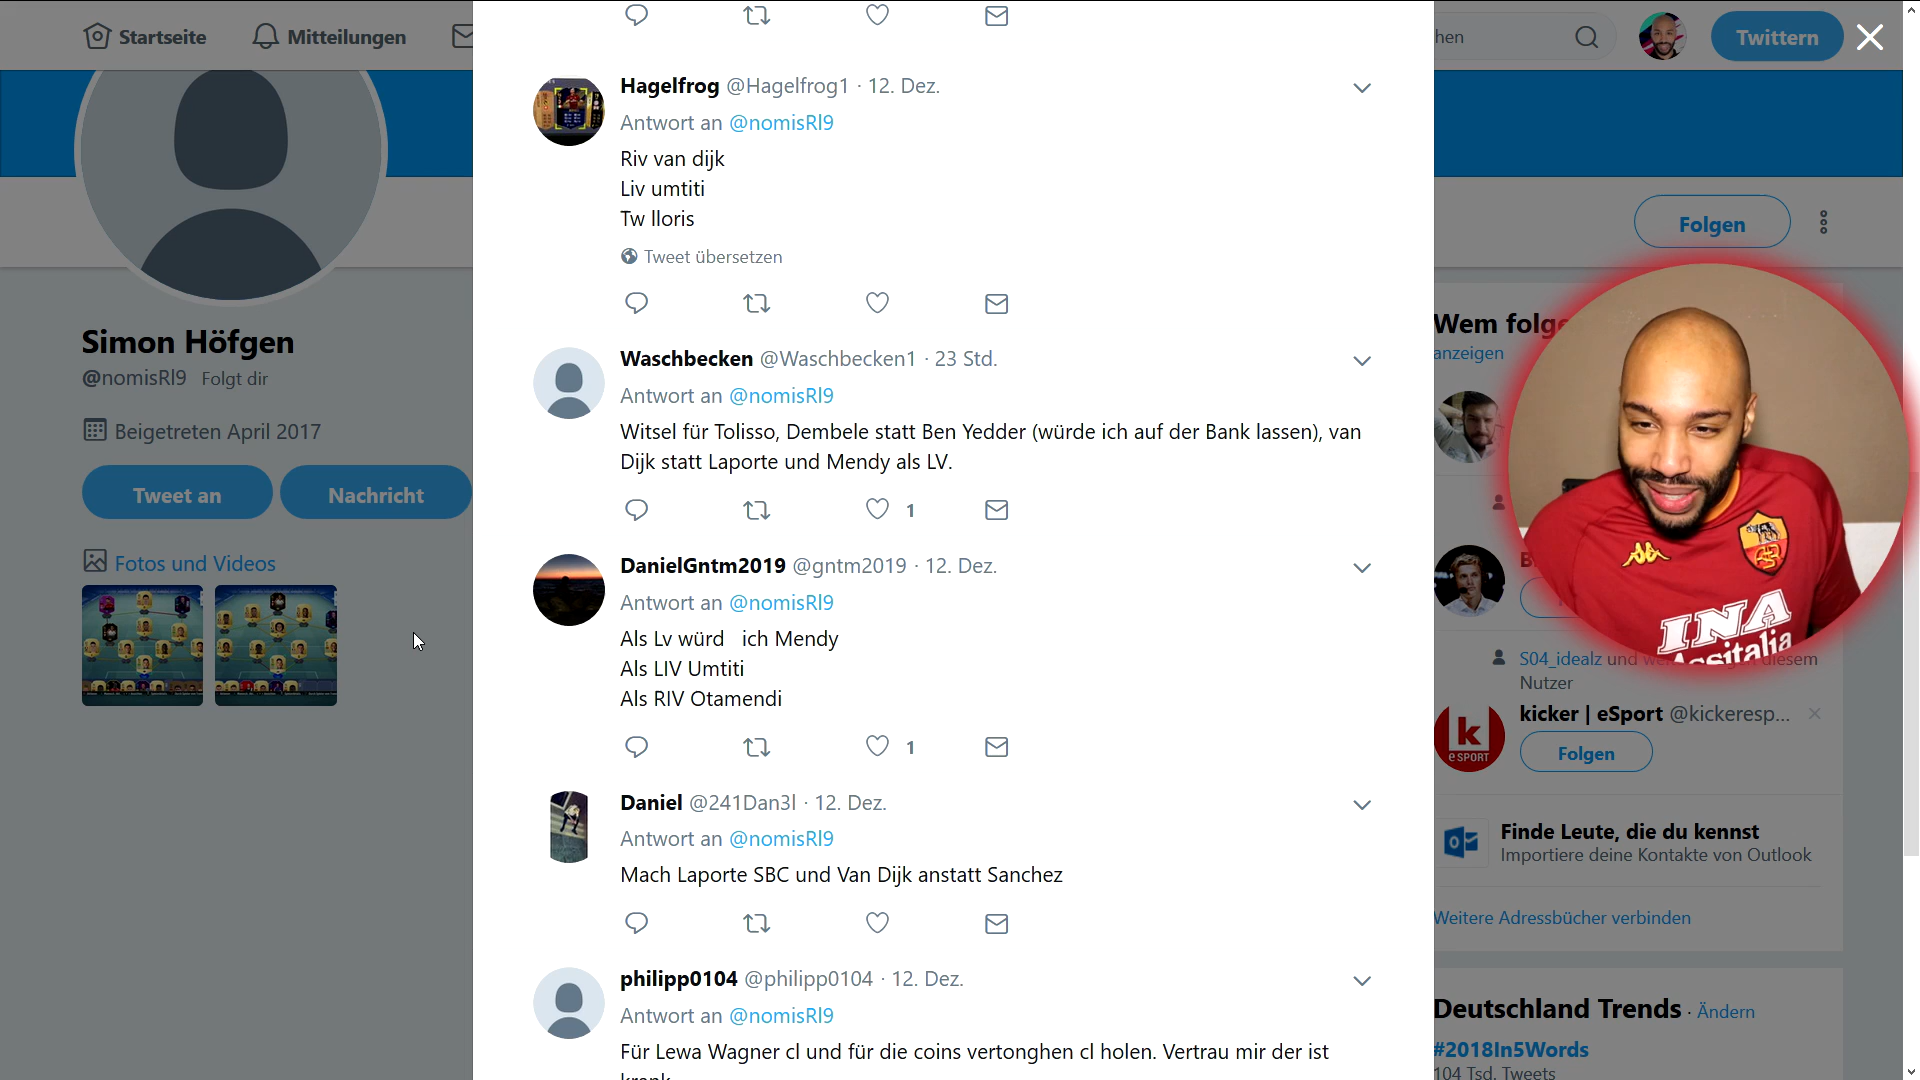 Startseite
Mitteilungen
hen
Twittern
Hagelfrog @Hagelfrog1 · 12. Dez.
Antwort an @nomisRl9
Riv van dijk
Liv umtiti
Tw lloris
Tweet übersetzen
Waschbecken @Waschbecken1 · 23 Std.
Antwort an @nomisRl9
Witsel für Tolisso, Dembele statt Ben Yedder (würde ich auf der Bank lassen), van
Dijk statt Laporte und Mendy als LV.
1
DanielGntm2019 @gntm2019 · 12. Dez.
Antwort an @nomisRl9
Als Lv würd ich Mendy
Als LIV Umtiti
Als RIV Otamendi
1
Daniel @241Dan3l · 12. Dez.
Antwort an @nomisRl9
Mach Laporte SBC und Van Dijk anstatt Sanchez
philipp0104 @philipp0104 · 12. Dez.
Antwort an @nomisRl9
Für Lewa Wagner cl und für die coins vertonghen cl holen. Vertrau mir der ist
Simon Höfgen
@nomisRl9 Folgt dir
Beigetreten April 2017
Tweet an
Nachricht
Fotos und Videos
Folgen
Wem folge
anzeigen
INA
Assitalia
S04_idealz und diesem
Nutzer
kicker | eSport @kickeresp...
k
eSPORT
Folgen
Finde Leute, die du kennst
Importiere deine Kontakte von Outlook
Weitere Adressbücher verbinden
Deutschland Trends · Ändern
#2018In5Words
104 Tsd. Tweets